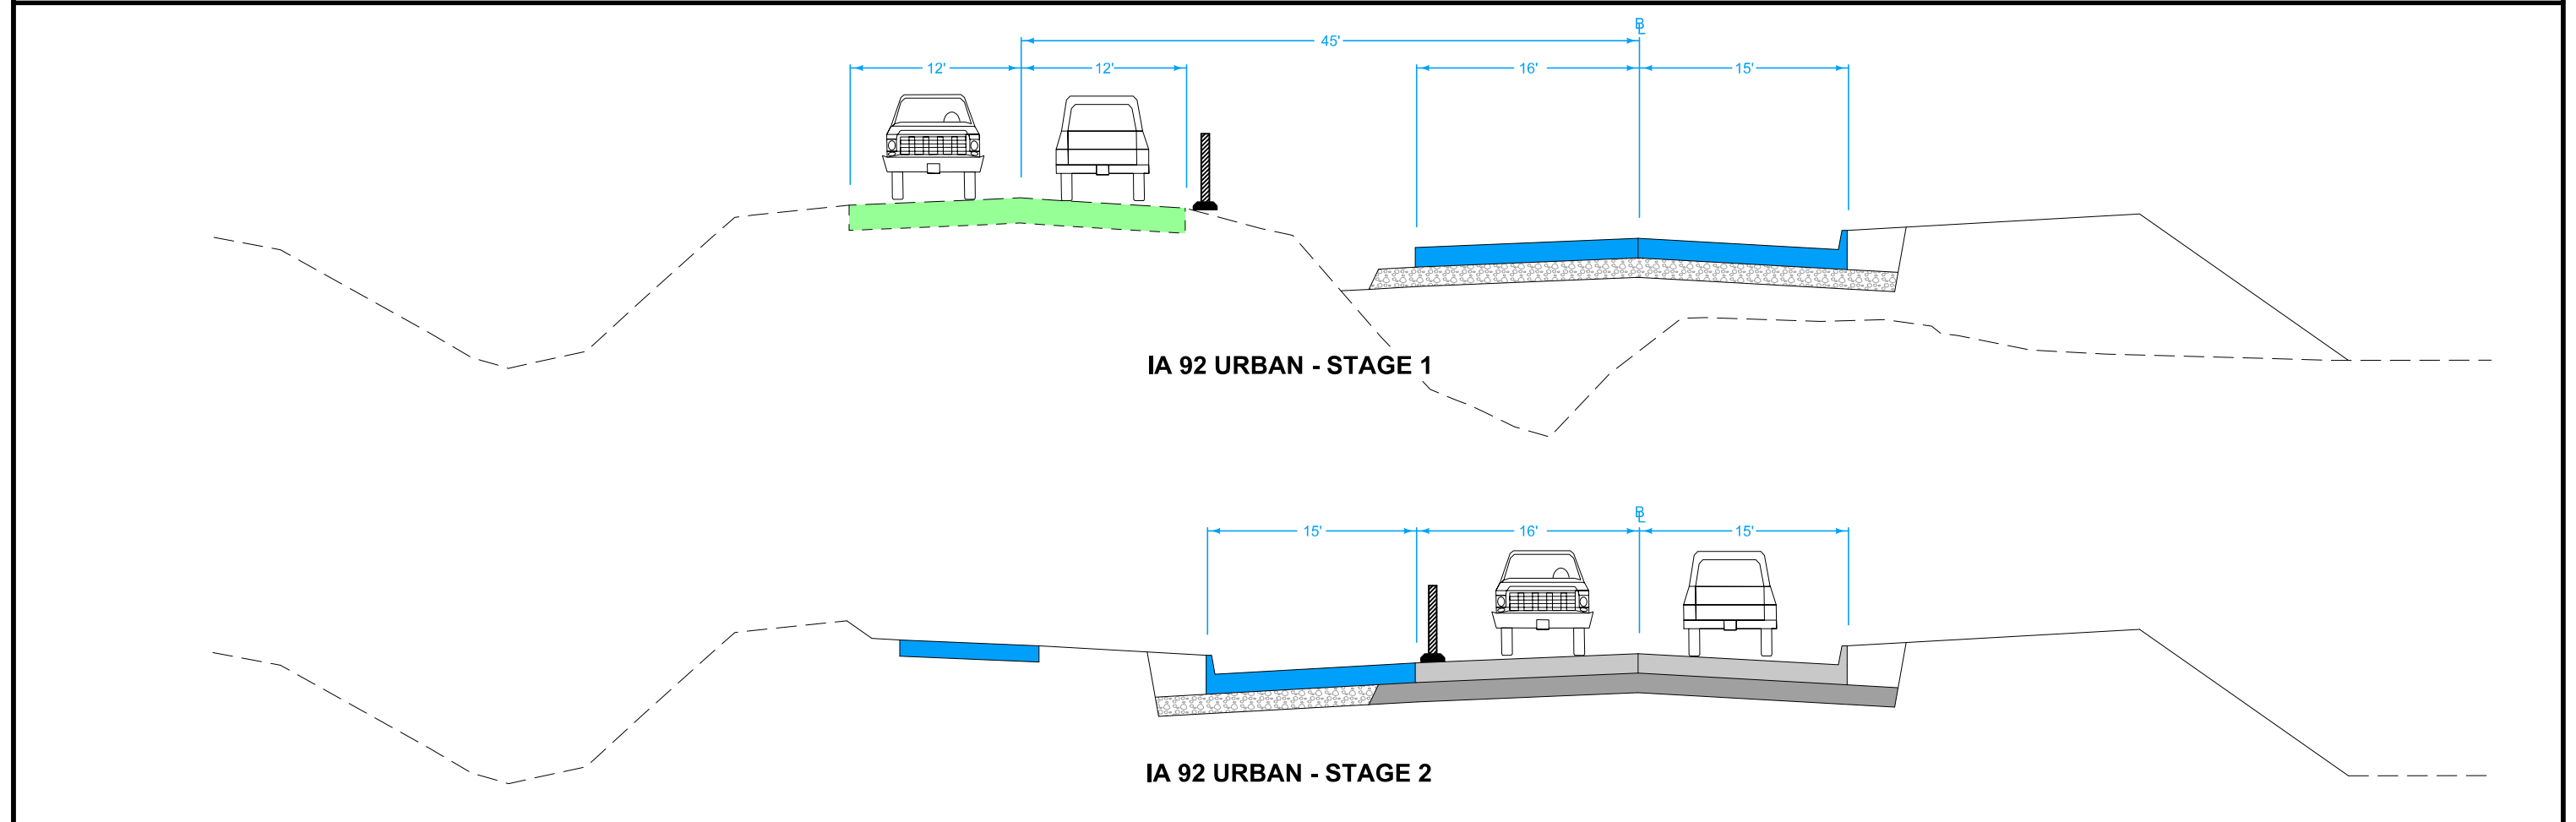 B
L
45'
12'
12'
16'
15'
IA 92 URBAN - STAGE 1
B
L
15'
16'
15'
IA 92 URBAN - STAGE 2